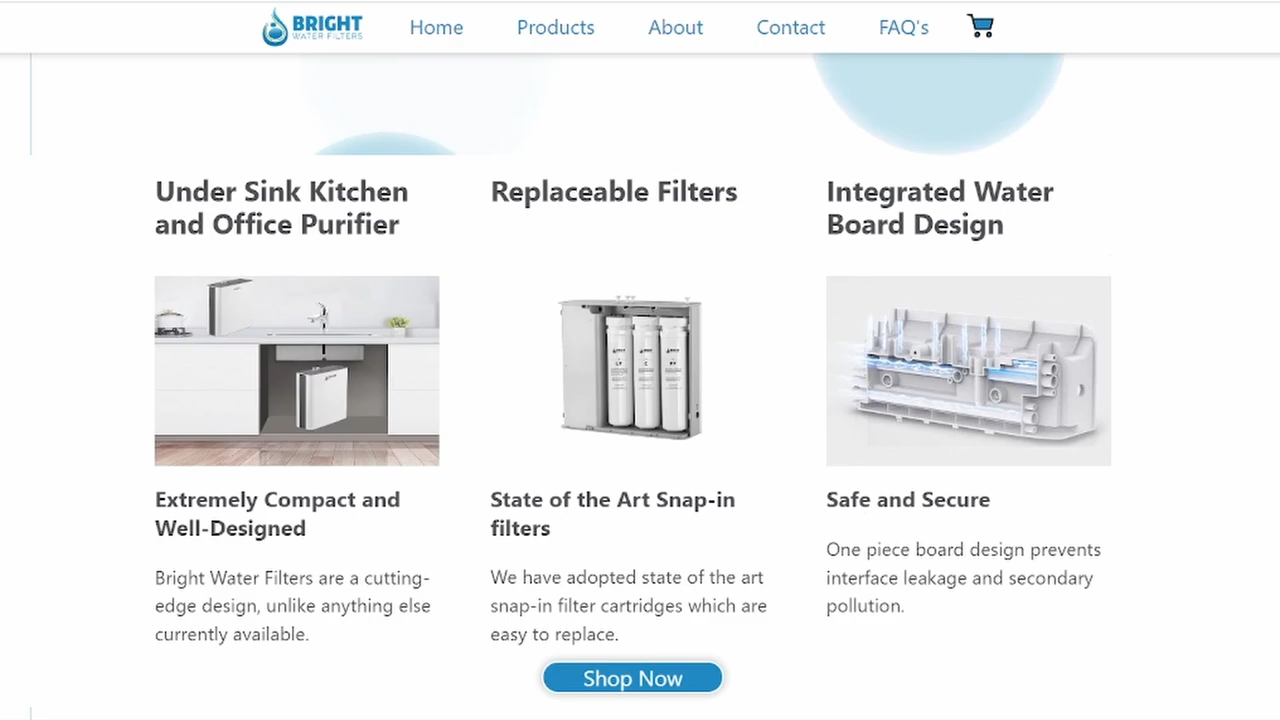 BRIGHT
WATER FILTERS
Home
Products
About
Contact
FAQ's
Under Sink Kitchen
and Office Purifier
Replaceable Filters
Integrated Water
Board Design
Extremely Compact and
Well-Designed
Bright Water Filters are a cutting-
edge design, unlike anything else
currently available.
State of the Art Snap-in
filters
We have adopted state of the art
snap-in filter cartridges which are
easy to replace.
Safe and Secure
One piece board design prevents
interface leakage and secondary
pollution.
Shop Now